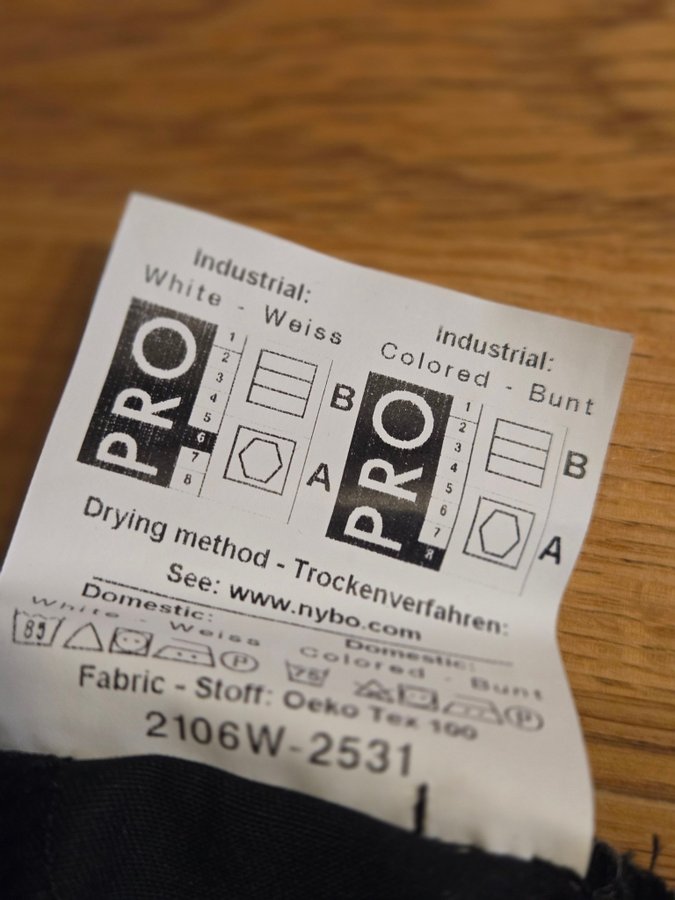 Industrial:
White - Weiss
PRO
1
2
3
4
5
6
7
8
B
A
Industrial:
Colored - Bunt
PRO
1
2
3
4
5
6
7
8
B
A
Drying method - Trockenverfahren:
See: www.nybo.com
Domestic:
White - Weiss
85
P
Domestic:
Colored - Bunt
75
P
Fabric - Stoff: Oeko Tex 100
2106W-2531